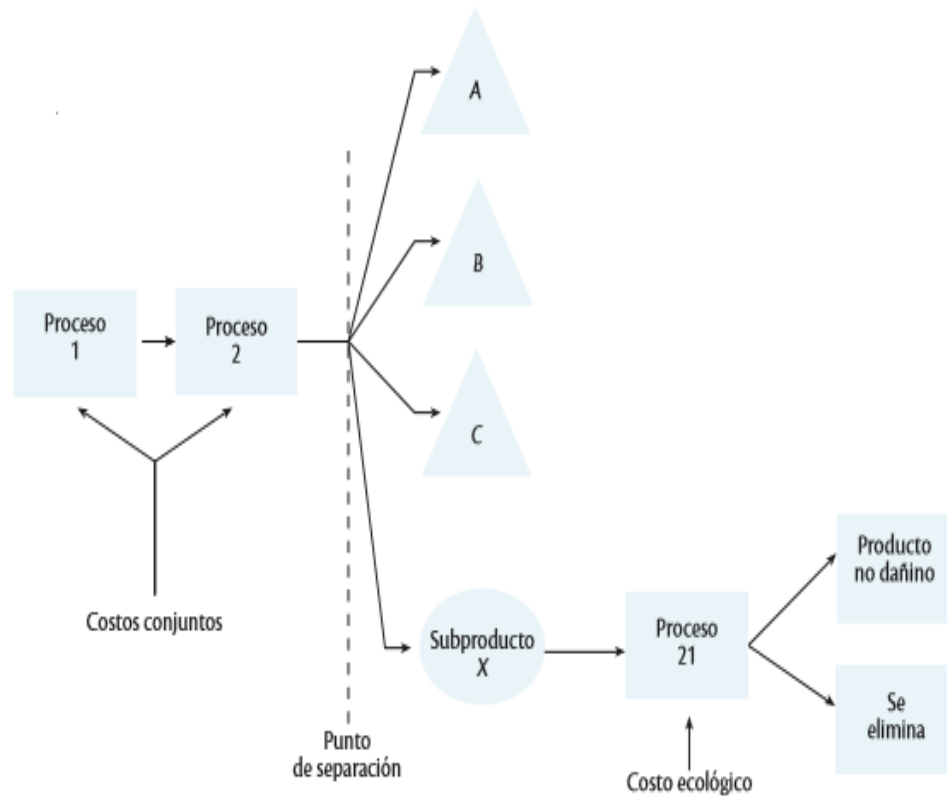 A
B
C
Proceso
1
Proceso
2
Costos conjuntos
Punto
de separación
Subproducto
X
Proceso
21
Costo ecológico
Producto
no dañino
Se
elimina